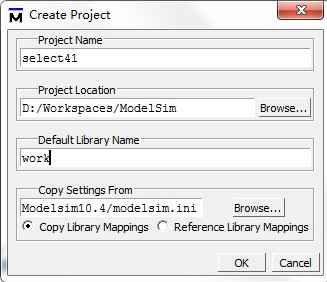 Create Project
Project Name
select41
Project Location
D:/Workspaces/ModelSim
Browse...
Default Library Name
work
Copy Settings From
Modelsim10.4/modelsim.ini
Browse...
Copy Library Mappings
Reference Library Mappings
OK
Cancel